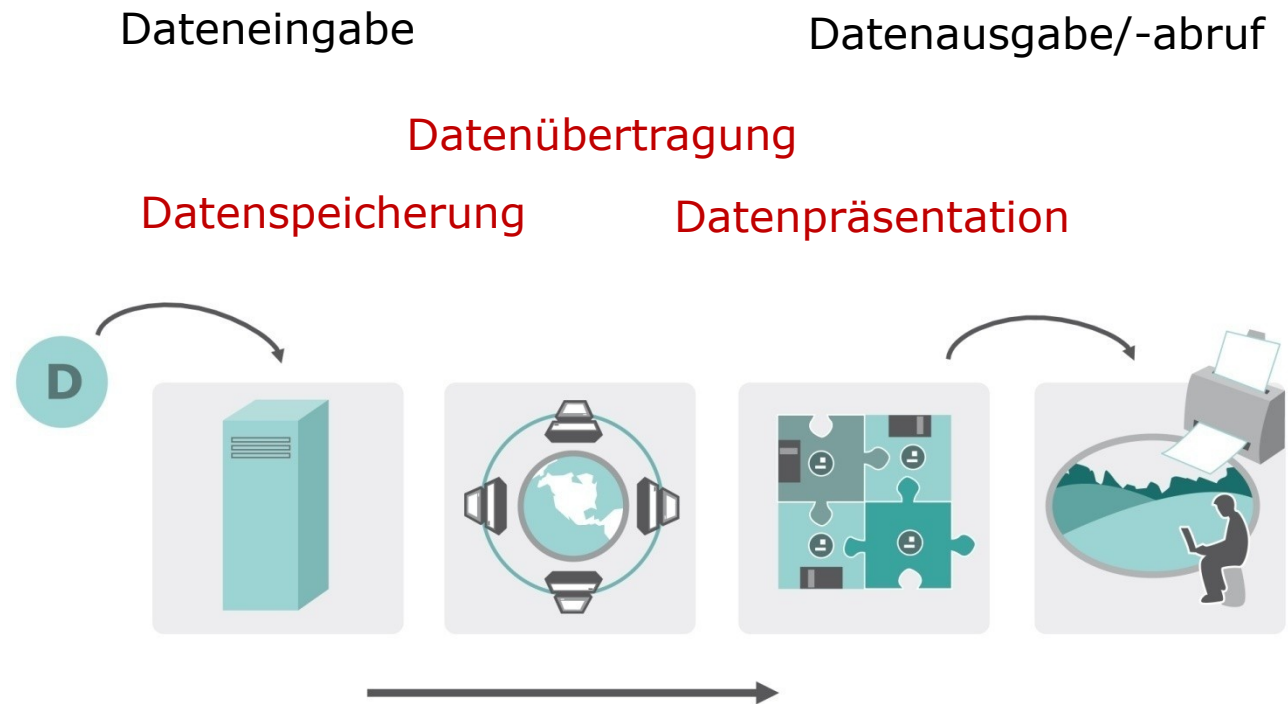 Dateneingabe
Datenausgabe/-abruf
Datenübertragung
Datenspeicherung
Datenpräsentation
D